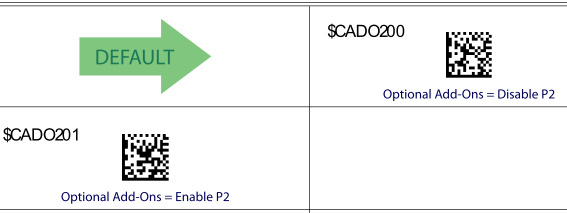 DEFAULT
$CADO200
Optional Add-Ons = Disable P2
$CADO201
Optional Add-Ons = Enable P2